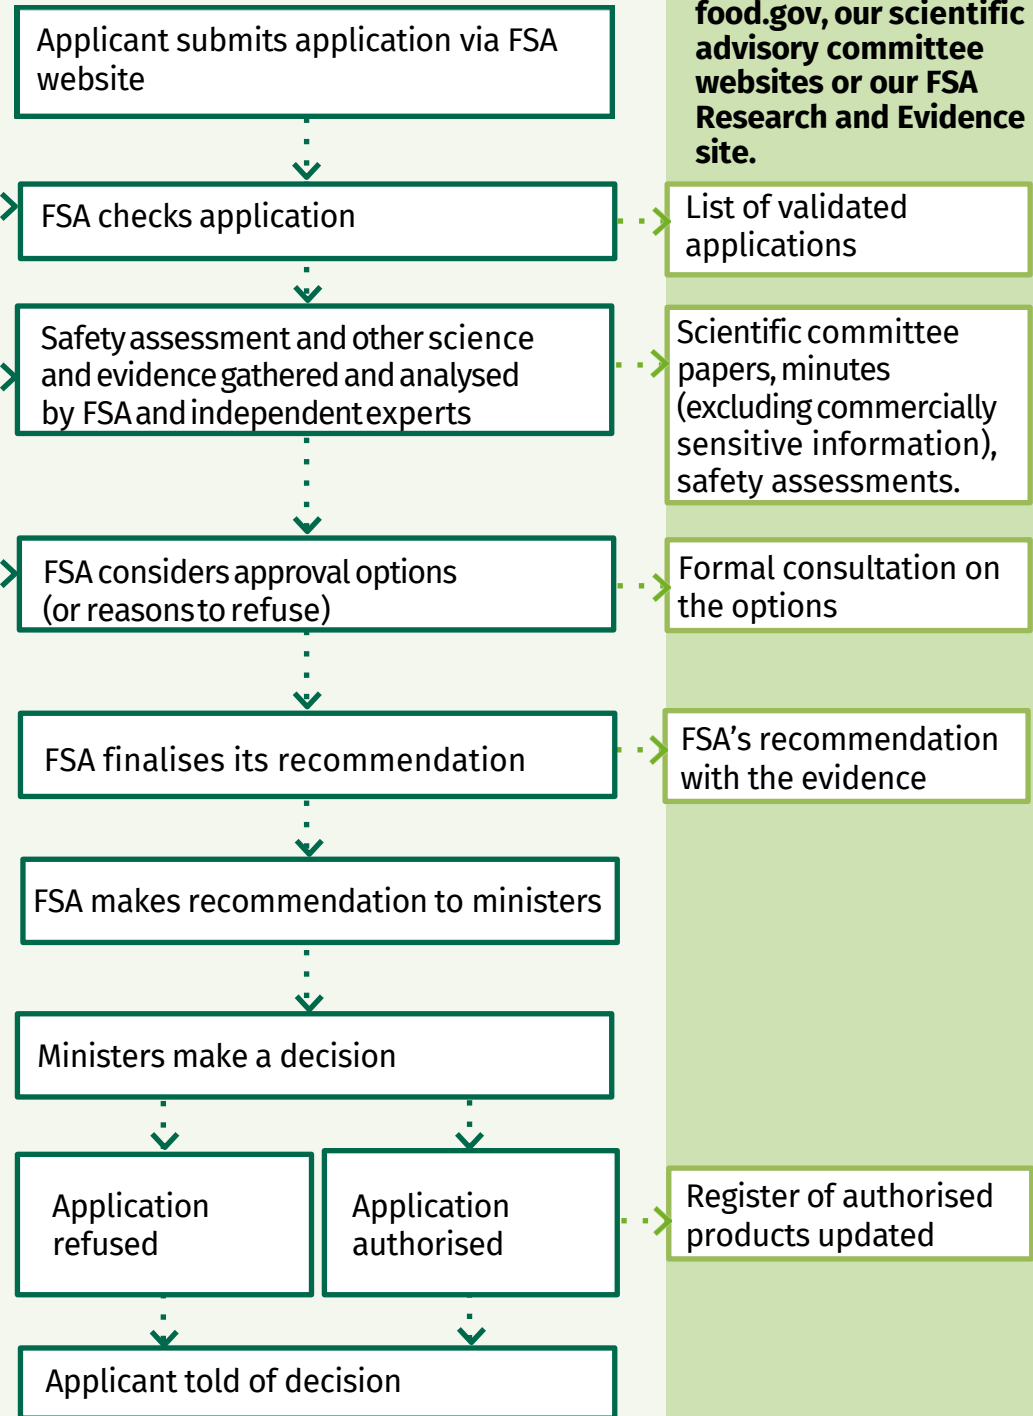 food.gov, our scientific
advisory committee
websites or our FSA
Research and Evidence
site.
Applicant submits application via FSA
website
FSA checks application
List of validated
applications
Safety assessment and other science
and evidence gathered and analysed
by FSA and independent experts
Scientific committee
papers, minutes
(excluding commercially
sensitive information),
safety assessments.
FSA considers approval options
(or reasons to refuse)
Formal consultation on
the options
FSA finalises its recommendation
FSA's recommendation
with the evidence
FSA makes recommendation to ministers
Ministers make a decision
Application
refused
Application
authorised
Register of authorised
products updated
Applicant told of decision